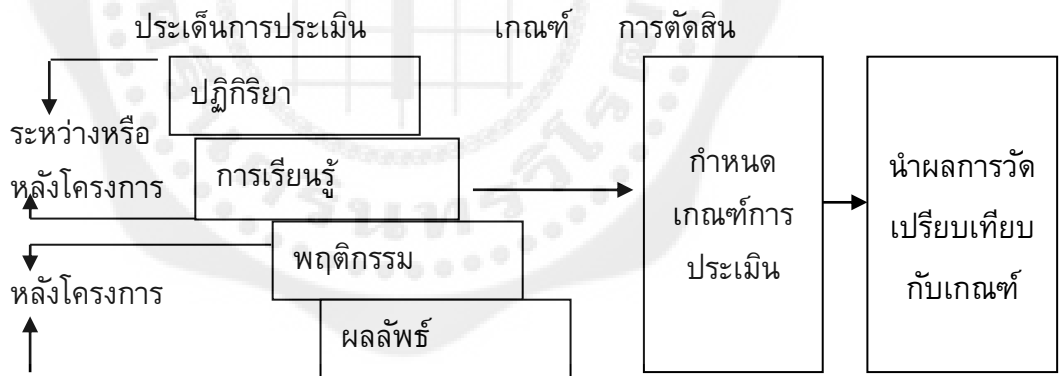 ประเด็นการประเมิน เกณฑ์ การตัดสิน
ปฏิกิริยา
ระหว่างหรือ
หลังโครงการ
การเรียนรู้
พฤติกรรม
หลังโครงการ
ผลลัพธ์
กำหนด
เกณฑ์การ
ประเมิน
นำผลการวัด
เปรียบเทียบ
กับเกณฑ์